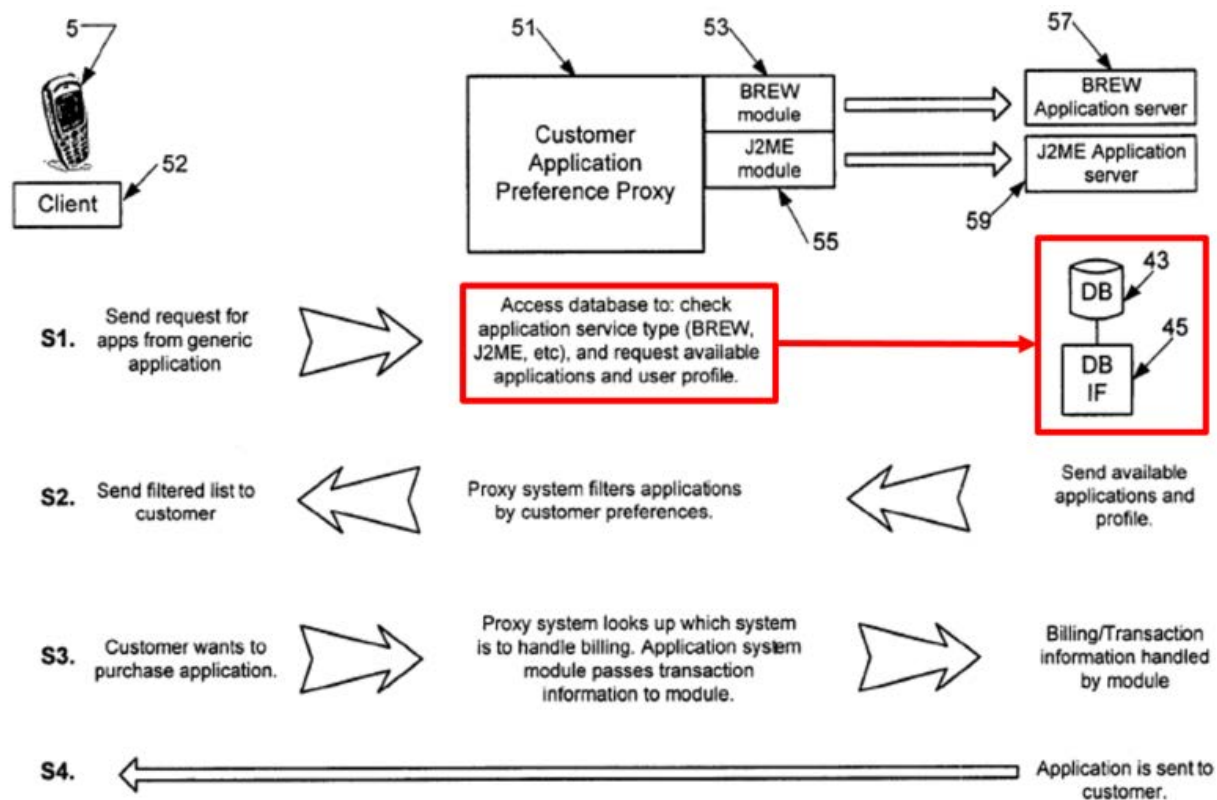 5
52
Client
51
Customer
Application
Preference Proxy
53
BREW
module
J2ME
module
55
57
BREW
Application server
J2ME Application
server
59
S1.
Send request for
apps from generic
application
Access database to: check
application service type (BREW,
J2ME, etc), and request available
applications and user profile.
DB
43
DB
IF
45
S2.
Send filtered list to
customer
Proxy system filters applications
by customer preferences.
Send available
applications and
profile.
S3.
Customer wants to
purchase application.
Proxy system looks up which system
is to handle billing. Application system
module passes transaction
information to module.
Billing/Transaction
information handled
by module
S4.
Application is sent to
customer.